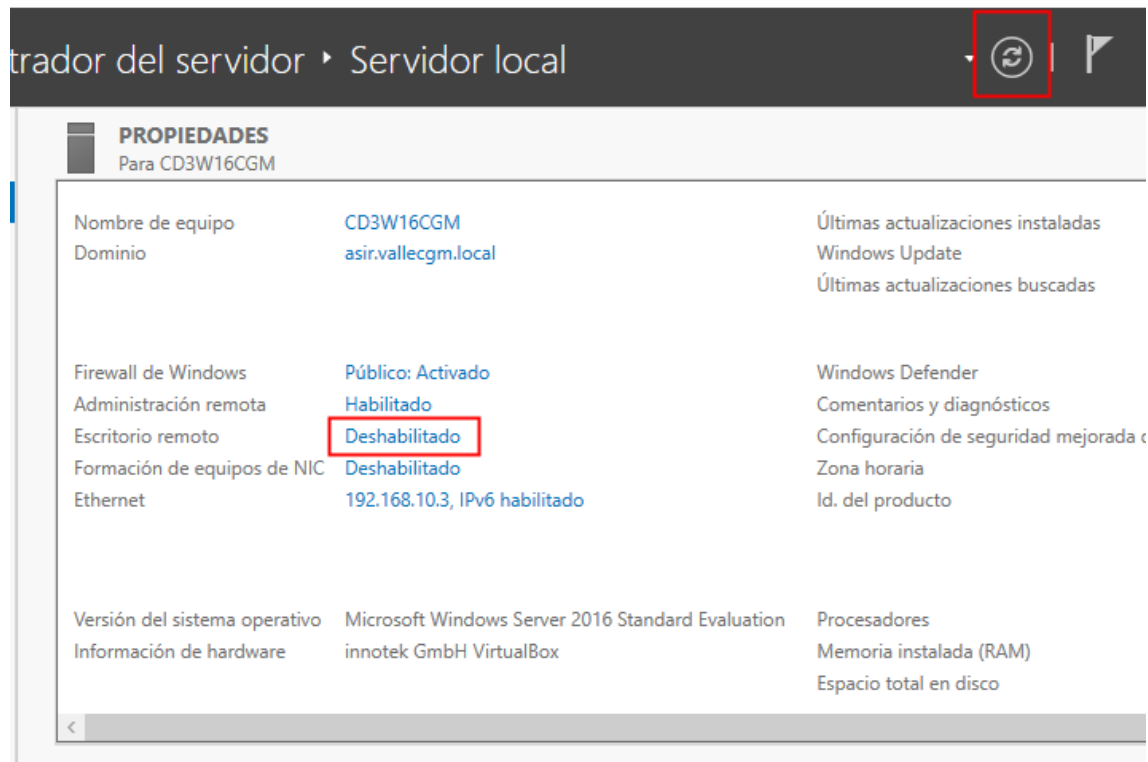 trador del servidor ‣ Servidor local
PROPIEDADES
Para CD3W16CGM
Nombre de equipo CD3W16CGM Últimas actualizaciones instaladas
Dominio asir.vallecgm.local Windows Update
Últimas actualizaciones buscadas
Firewall de Windows Público: Activado Windows Defender
Administración remota Habilitado Comentarios y diagnósticos
Escritorio remoto Deshabilitado Configuración de seguridad mejorada
Formación de equipos de NIC Deshabilitado Zona horaria
Ethernet 192.168.10.3, IPv6 habilitado Id. del producto
Versión del sistema operativo Microsoft Windows Server 2016 Standard Evaluation Procesadores
Información de hardware innotek GmbH VirtualBox Memoria instalada (RAM)
Espacio total en disco